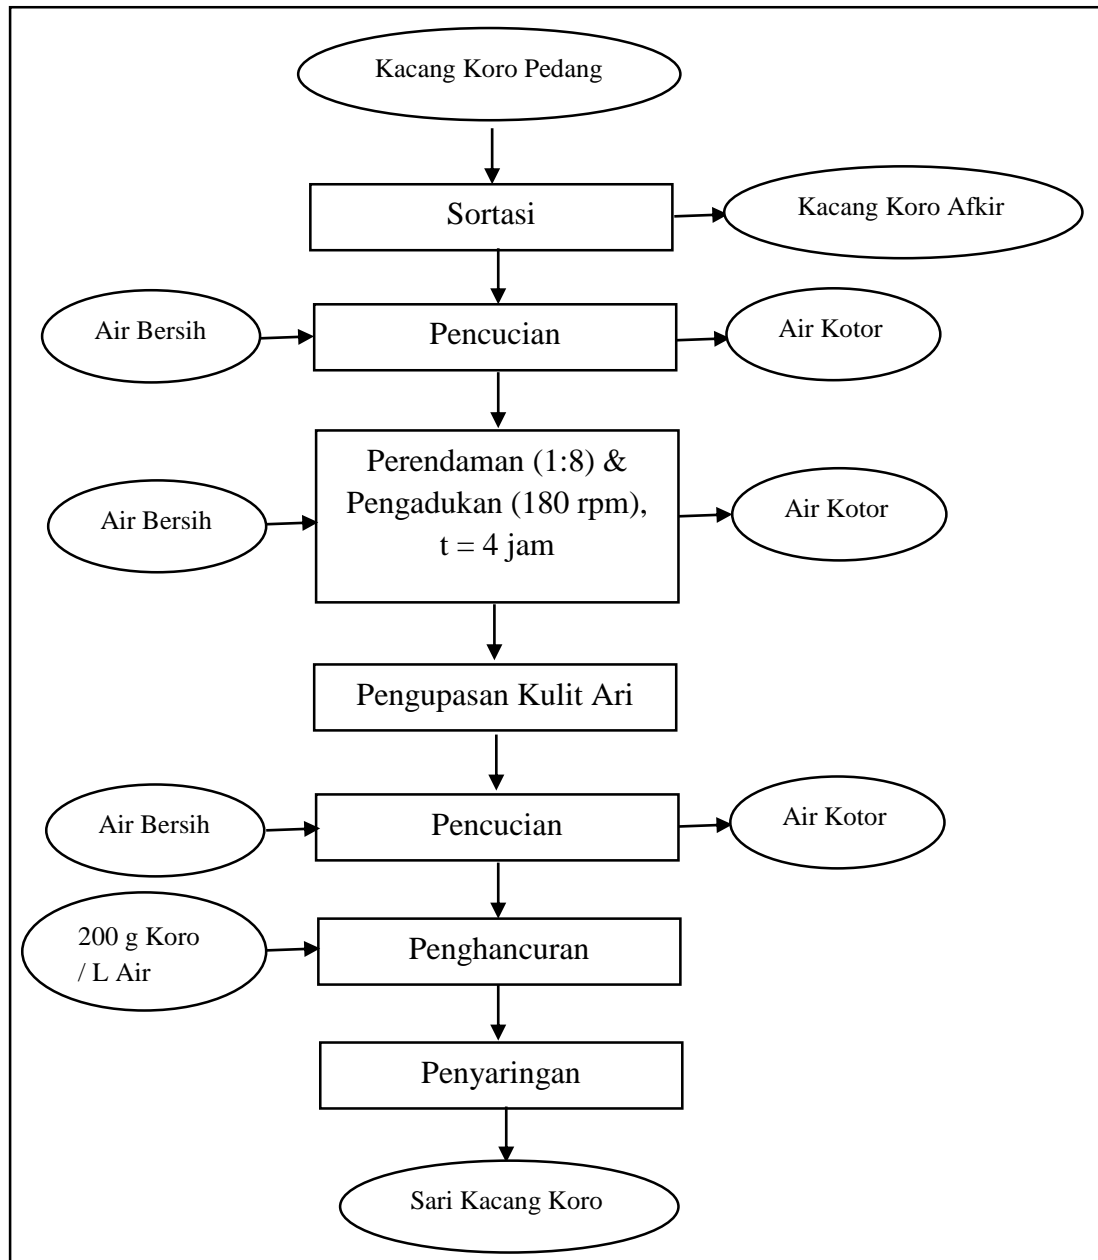 Kacang Koro Pedang
Sortasi
Kacang Koro Afkir
Air Bersih
Pencucian
Air Kotor
Air Bersih
Perendaman (1:8) &
Pengadukan (180 rpm),
t = 4 jam
Air Kotor
Pengupasan Kulit Ari
Air Bersih
Pencucian
Air Kotor
200 g Koro
/ L Air
Penghancuran
Penyaringan
Sari Kacang Koro